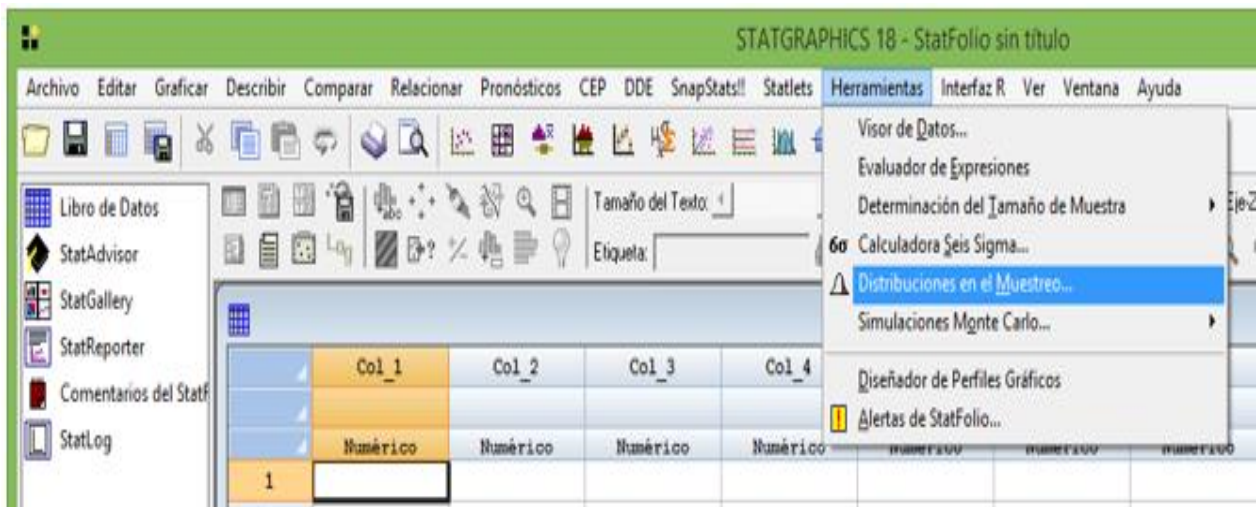 STATGRAPHICS 18 - StatFolio sin título
Archivo Editar Graficar Describir Comparar Relacionar Pronósticos CEP DDE SnapStats!! Statlets Herramientas Interfaz R Ver Ventana Ayuda
Visor de Datos...
Evaluador de Expresiones
Determinación del Tamaño de Muestra
6σ Calculadora Seis Sigma...
Distribuciones en el Muestreo...
Simulaciones Monte Carlo...
Diseñador de Perfiles Gráficos
Alertas de StatFolio...
Tamaño del Texto:
Etiqueta:
Libro de Datos
StatAdvisor
StatGallery
StatReporter
Comentarios del StatF
StatLog
Col_1 Col_2 Col_3 Col_4
Numérico Numérico Numérico Numérico Numérico Numérico Numérico
1